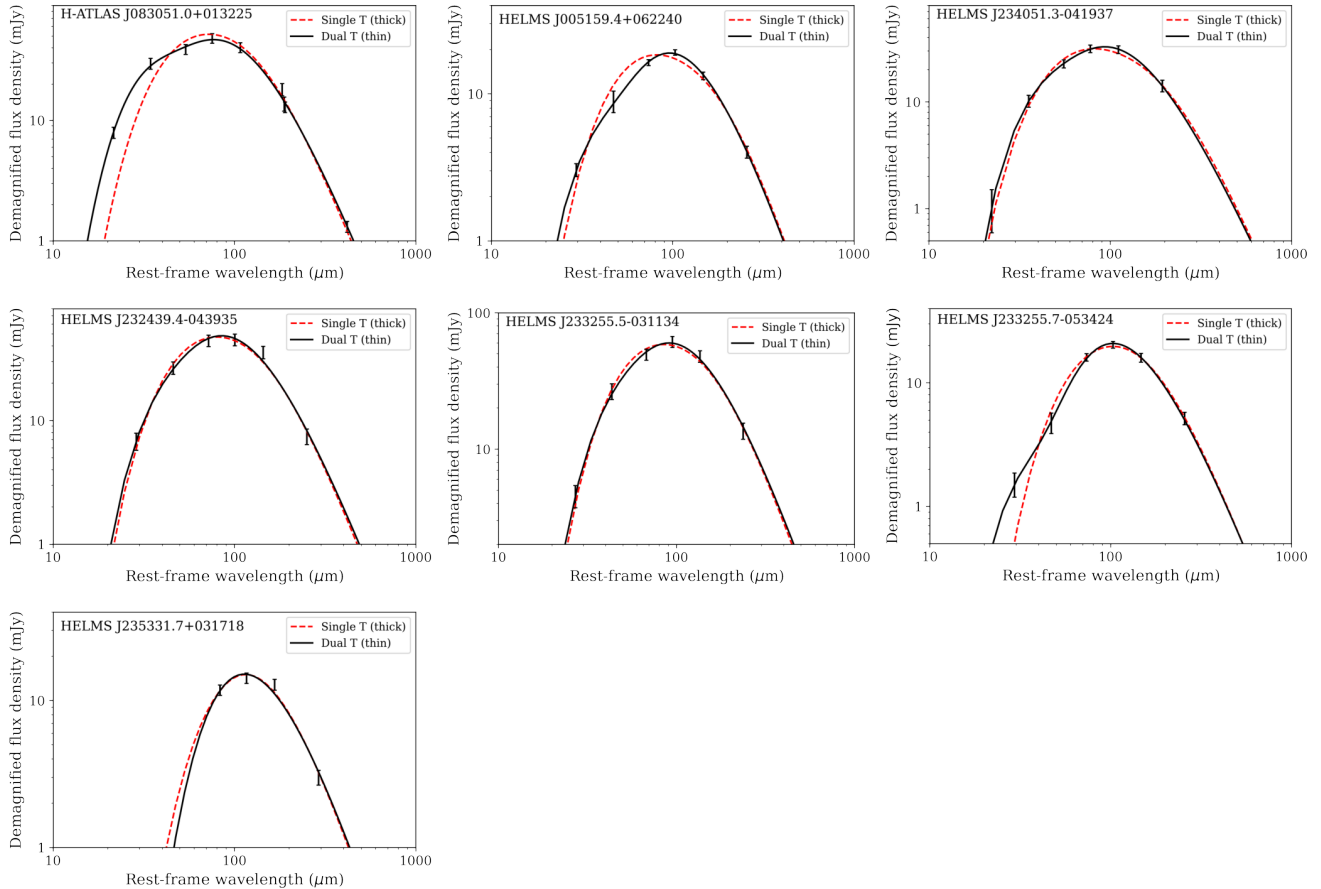 H-ATLAS J083051.0+013225
Single T (thick)
Dual T (thin)
Demagnified flux density (mJy)
10
1
10
100
1000
Rest-frame wavelength (μm)
HELMS J005159.4+062240
Single T (thick)
Dual T (thin)
Demagnified flux density (mJy)
10
1
10
100
1000
Rest-frame wavelength (μm)
HELMS J234051.3-041937
Single T (thick)
Dual T (thin)
Demagnified flux density (mJy)
10
1
10
100
1000
Rest-frame wavelength (μm)
HELMS J232439.4-043935
Single T (thick)
Dual T (thin)
Demagnified flux density (mJy)
10
1
10
100
1000
Rest-frame wavelength (μm)
HELMS J233255.5-031134
Single T (thick)
Dual T (thin)
Demagnified flux density (mJy)
100
10
10
100
1000
Rest-frame wavelength (μm)
HELMS J233255.7-053424
Single T (thick)
Dual T (thin)
Demagnified flux density (mJy)
10
1
10
100
1000
Rest-frame wavelength (μm)
HELMS J235331.7+031718
Single T (thick)
Dual T (thin)
Demagnified flux density (mJy)
10
1
10
100
1000
Rest-frame wavelength (μm)